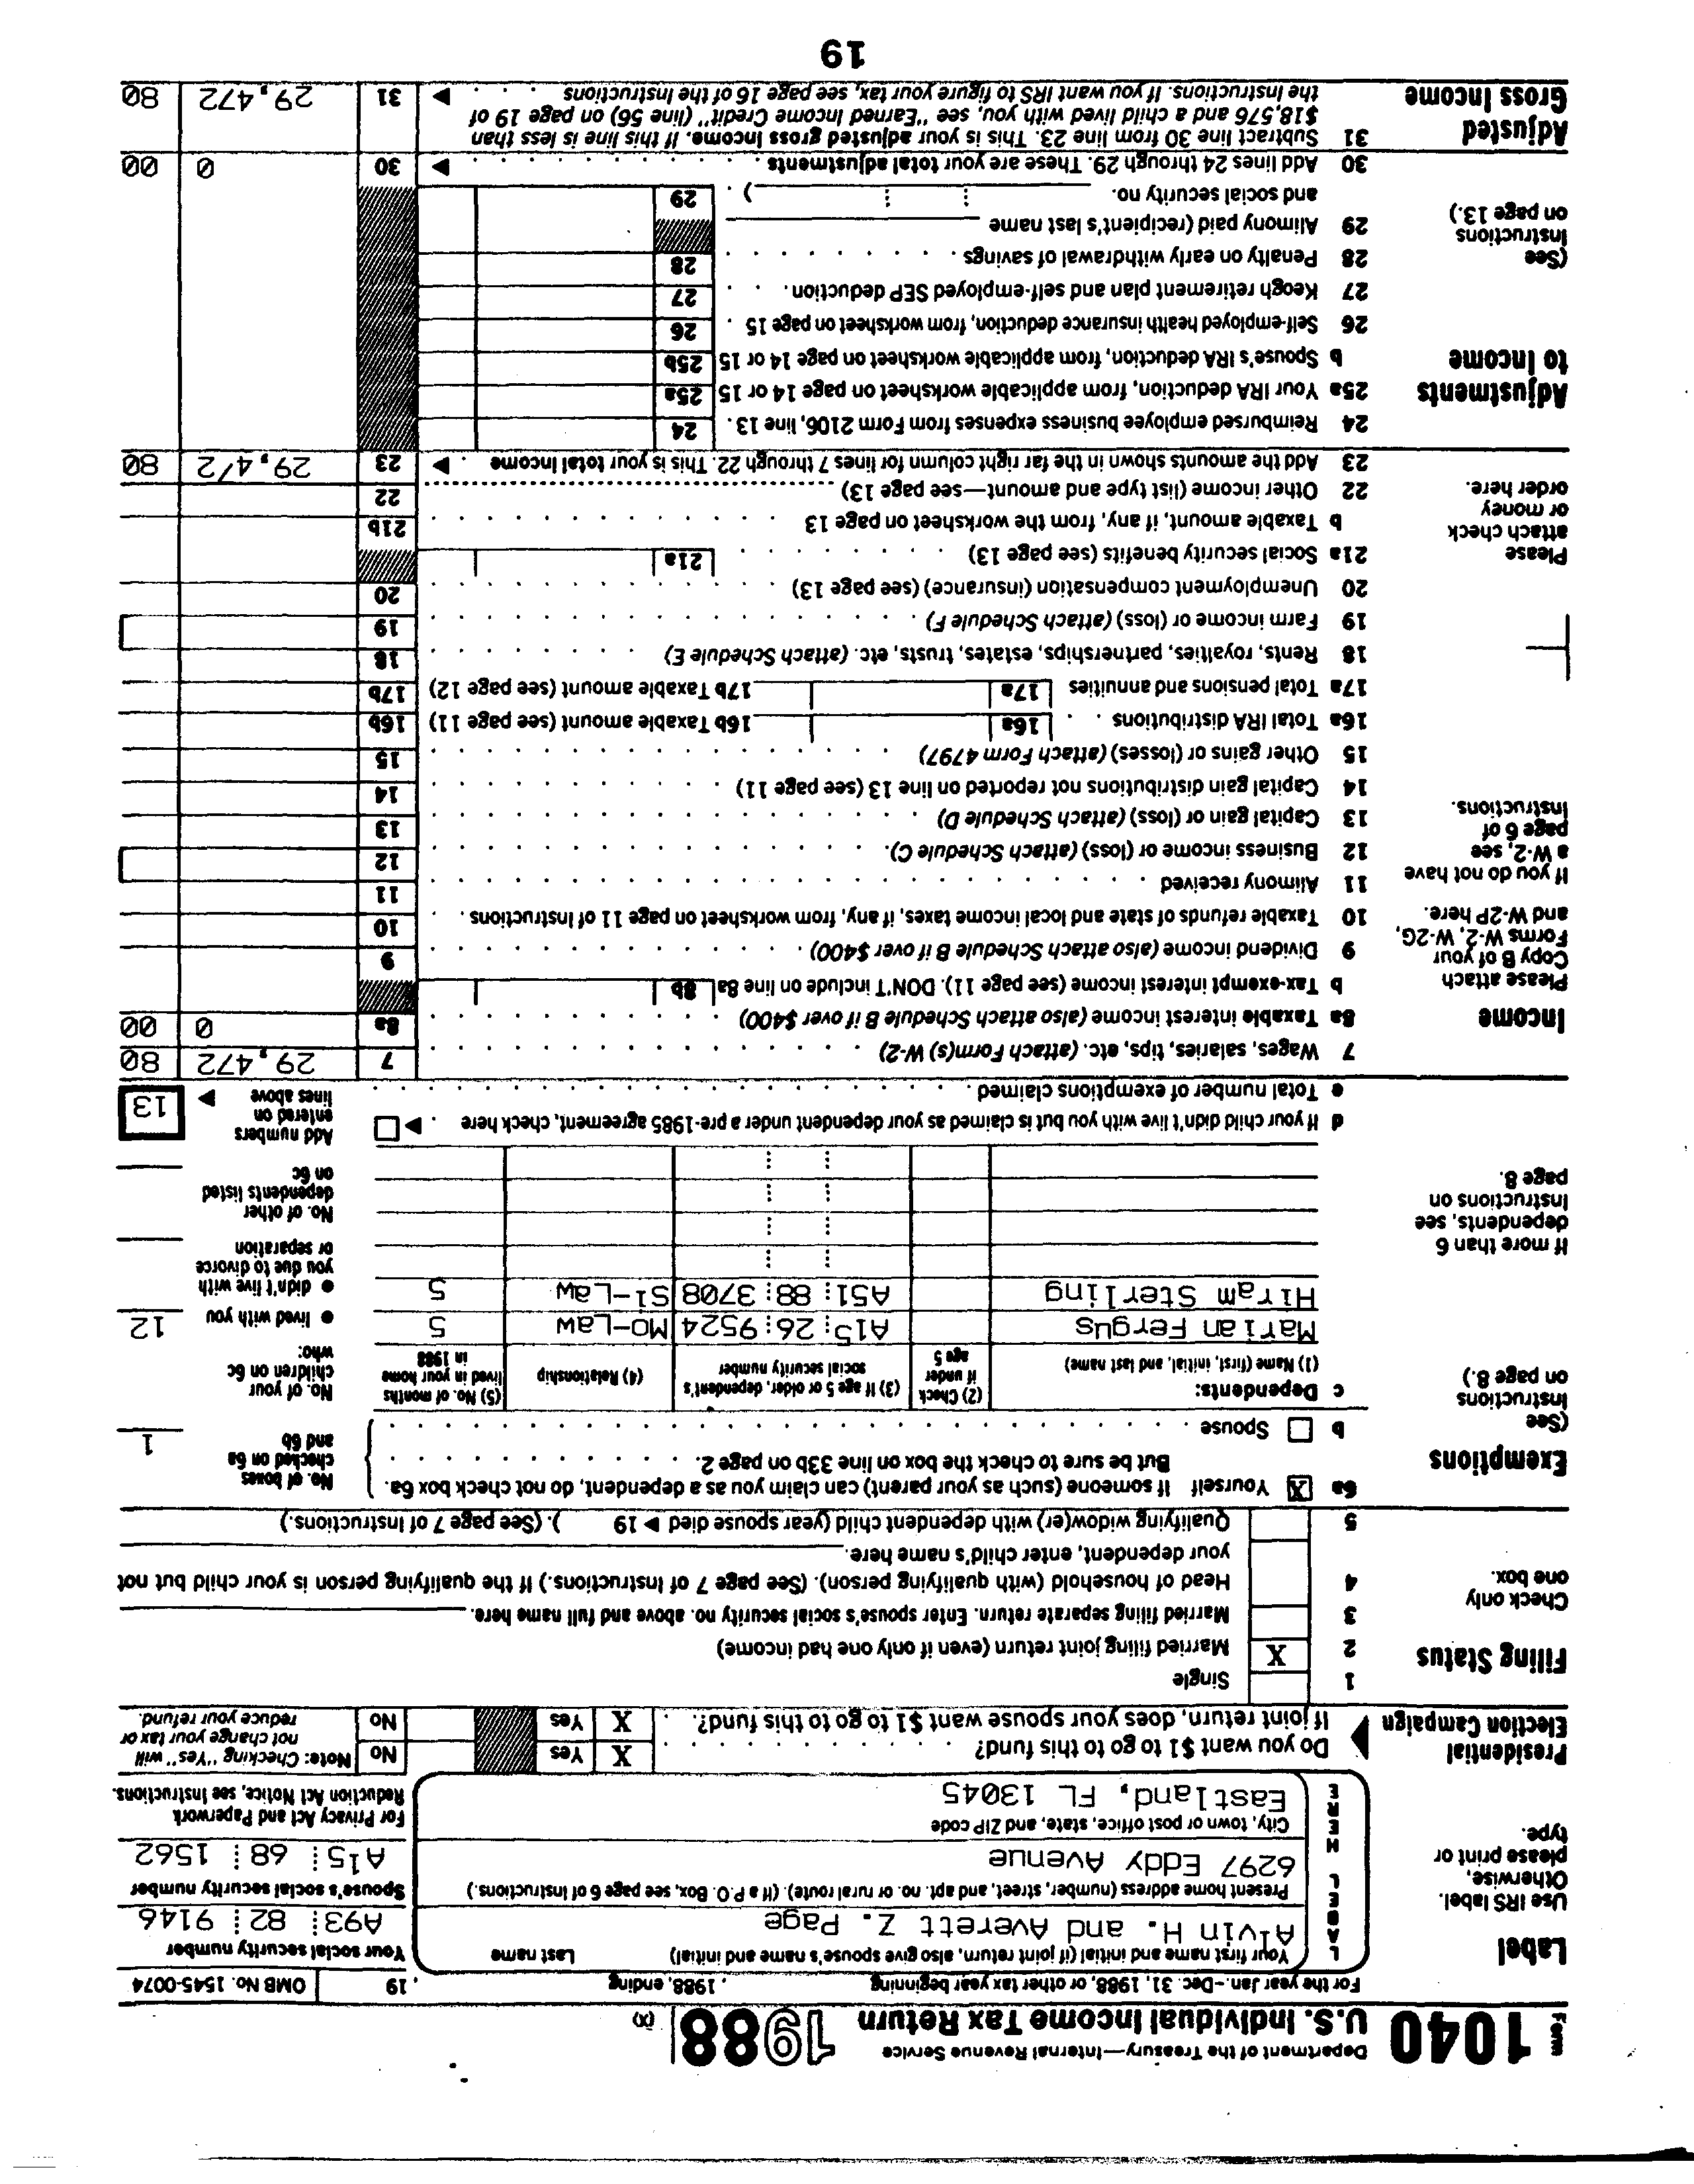 Form 1040 Department of the Treasury—Internal Revenue Service
U.S. Individual Income Tax Return 1988 (X)
For the year Jan.–Dec. 31, 1988, or other tax year beginning , 1988, ending , 19 OMB No. 1545-0074
Label
Use IRS label. Otherwise, please print or type.
LABEL HERE
Your first name and initial (if joint return, also give spouse's name and initial) Last name
Alvin H. and Averett Z. Page
Your social security number
A93 82 9146
Present home address (number, street, and apt. no. or rural route). (If a P.O. Box, see page 6 of Instructions.)
6297 Eddy Avenue
Spouse's social security number
A15 68 1562
City, town or post office, state, and ZIP code
Eastland, FL 13045
For Privacy Act and Paperwork Reduction Act Notice, see Instructions.
Presidential Election Campaign
Do you want $1 to go to this fund? X Yes No
If joint return, does your spouse want $1 to go to this fund? X Yes No
Note: Checking "Yes" will not change your tax or reduce your refund.
Filing Status
Check only one box.
1 Single
2 X Married filing joint return (even if only one had income)
3 Married filing separate return. Enter spouse's social security no. above and full name here.
4 Head of household (with qualifying person). (See page 7 of Instructions.) If the qualifying person is your child but not
your dependent, enter child's name here.
5 Qualifying widow(er) with dependent child (year spouse died ▶ 19 ). (See page 7 of Instructions.)
Exemptions
(See Instructions on page 8.)
6a X Yourself If someone (such as your parent) can claim you as a dependent, do not check box 6a.
But be sure to check the box on line 33b on page 2.
b Spouse
No. of boxes checked on 6a and 6b 1
c Dependents:
(1) Name (first, initial, and last name) (2) Check if under age 5 (3) If age 5 or older, dependent's social security number (4) Relationship (5) No. of months lived in your home in 1988
Marian Fergus A15 26 9524 Mo-Law 5
Hiram Sterling A51 88 3708 Si-Law 5
No. of your children on 6c who:
● lived with you 12
● didn't live with you due to divorce or separation
No. of other dependents listed on 6c
If more than 6 dependents, see Instructions on page 8.
d If your child didn't live with you but is claimed as your dependent under a pre-1985 agreement, check here ▶
e Total number of exemptions claimed
Add numbers entered on lines above ▶ 13
Income
Please attach Copy B of your Forms W-2, W-2G, and W-2P here.
If you do not have a W-2, see page 6 of Instructions.
Please attach check or money order here.
7 Wages, salaries, tips, etc. (attach Form(s) W-2) 7 29,472 80
8a Taxable interest income (also attach Schedule B if over $400) 8a 0 00
b Tax-exempt interest income (see page 11). DON'T include on line 8a 8b
9 Dividend income (also attach Schedule B if over $400) 9
10 Taxable refunds of state and local income taxes, if any, from worksheet on page 11 of Instructions 10
11 Alimony received 11
12 Business income or (loss) (attach Schedule C) 12
13 Capital gain or (loss) (attach Schedule D) 13
14 Capital gain distributions not reported on line 13 (see page 11) 14
15 Other gains or (losses) (attach Form 4797) 15
16a Total IRA distributions 16a 16b Taxable amount (see page 11) 16b
17a Total pensions and annuities 17a 17b Taxable amount (see page 12) 17b
18 Rents, royalties, partnerships, estates, trusts, etc. (attach Schedule E) 18
19 Farm income or (loss) (attach Schedule F) 19
20 Unemployment compensation (insurance) (see page 13) 20
21a Social security benefits (see page 13) 21a
b Taxable amount, if any, from the worksheet on page 13 21b
22 Other income (list type and amount—see page 13) 22
23 Add the amounts shown in the far right column for lines 7 through 22. This is your total income ▶ 23 29,472 80
Adjustments to Income
(See Instructions on page 13.)
24 Reimbursed employee business expenses from Form 2106, line 13. 24
25a Your IRA deduction, from applicable worksheet on page 14 or 15 25a
b Spouse's IRA deduction, from applicable worksheet on page 14 or 15 25b
26 Self-employed health insurance deduction, from worksheet on page 15 26
27 Keogh retirement plan and self-employed SEP deduction 27
28 Penalty on early withdrawal of savings 28
29 Alimony paid (recipient's last name
and social security no. ) 29
30 Add lines 24 through 29. These are your total adjustments ▶ 30 0 00
Adjusted Gross Income
31 Subtract line 30 from line 23. This is your adjusted gross income. If this line is less than
$18,576 and a child lived with you, see "Earned Income Credit" (line 56) on page 19 of
the Instructions. If you want IRS to figure your tax, see page 16 of the Instructions ▶ 31 29,472 80
19